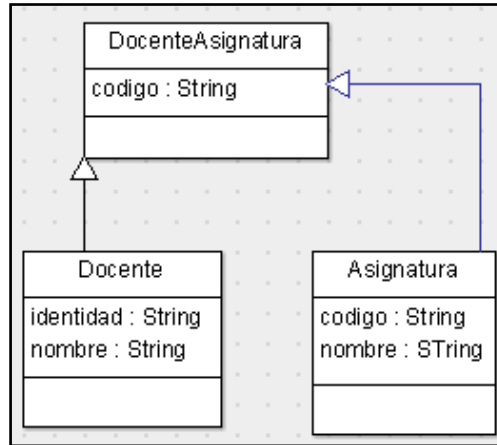 DocenteAsignatura
codigo : String
Docente
identidad : String
nombre : String
Asignatura
codigo : String
nombre : STring